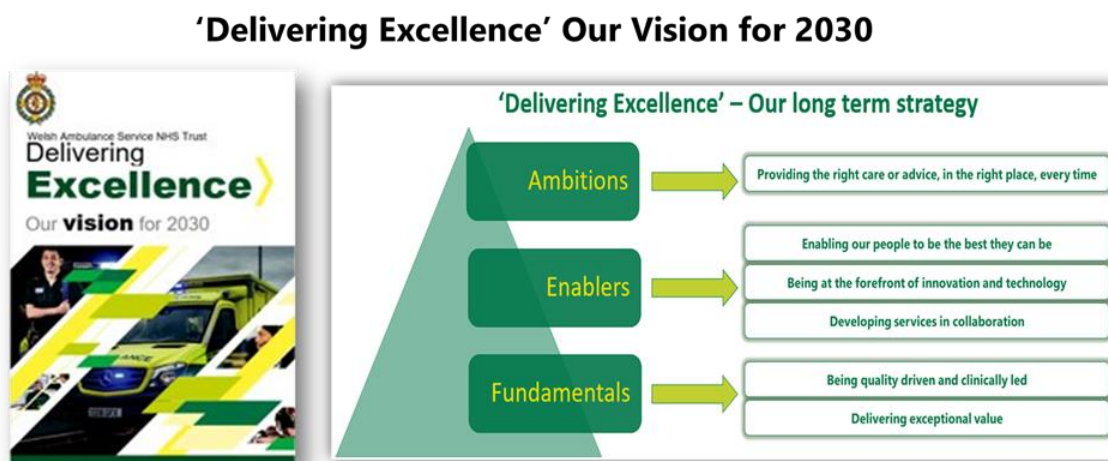 ‘Delivering Excellence’ Our Vision for 2030
Welsh Ambulance Service NHS Trust
Delivering
Excellence
Our vision for 2030
‘Delivering Excellence’ – Our long term strategy
Ambitions
Providing the right care or advice, in the right place, every time
Enablers
Enabling our people to be the best they can be
Being at the forefront of innovation and technology
Developing services in collaboration
Fundamentals
Being quality driven and clinically led
Delivering exceptional value